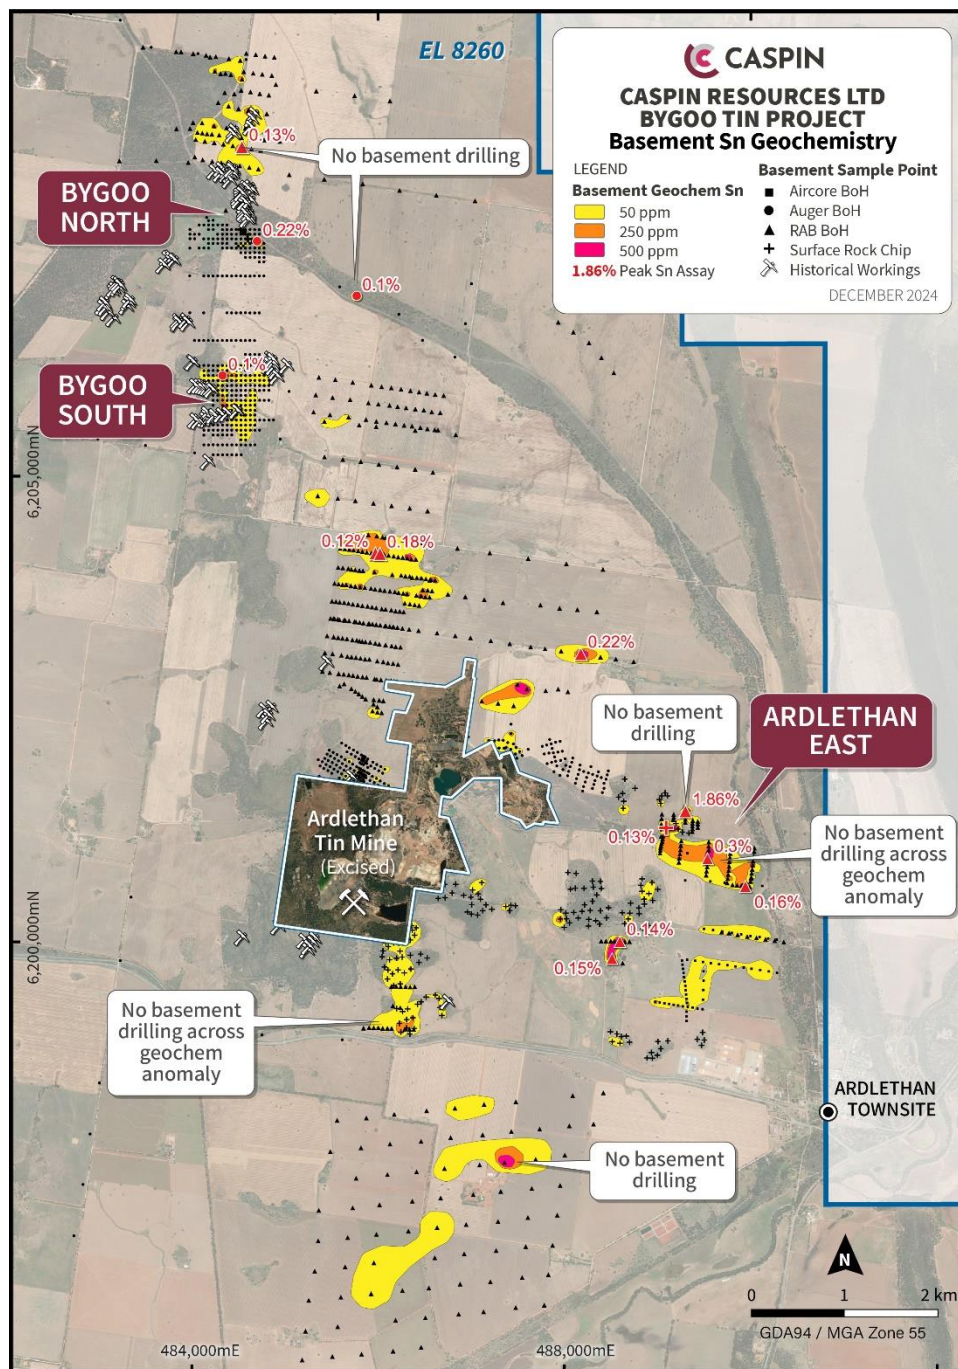 EL 8260
CASPIN
CASPIN RESOURCES LTD
BYGOO TIN PROJECT
Basement Sn Geochemistry
LEGEND
Basement Geochem Sn
50 ppm
250 ppm
500 ppm
1.86% Peak Sn Assay
Basement Sample Point
Aircore BoH
Auger BoH
RAB BoH
Surface Rock Chip
Historical Workings
DECEMBER 2024
0.13%
No basement drilling
BYGOO
NORTH
0.22%
0.1%
BYGOO
SOUTH
0.1%
6,205,000mN
0.12%
0.18%
0.22%
No basement
drilling
ARDLETHAN
EAST
1.86%
0.13%
0.3%
No basement
drilling across
geochem
anomaly
0.16%
Ardlethan
Tin Mine
(Excised)
0.14%
0.15%
6,200,000mN
No basement
drilling across
geochem
anomaly
ARDLETHAN
TOWNSITE
No basement
drilling
N
0 1 2 km
GDA94 / MGA Zone 55
484,000mE
488,000mE